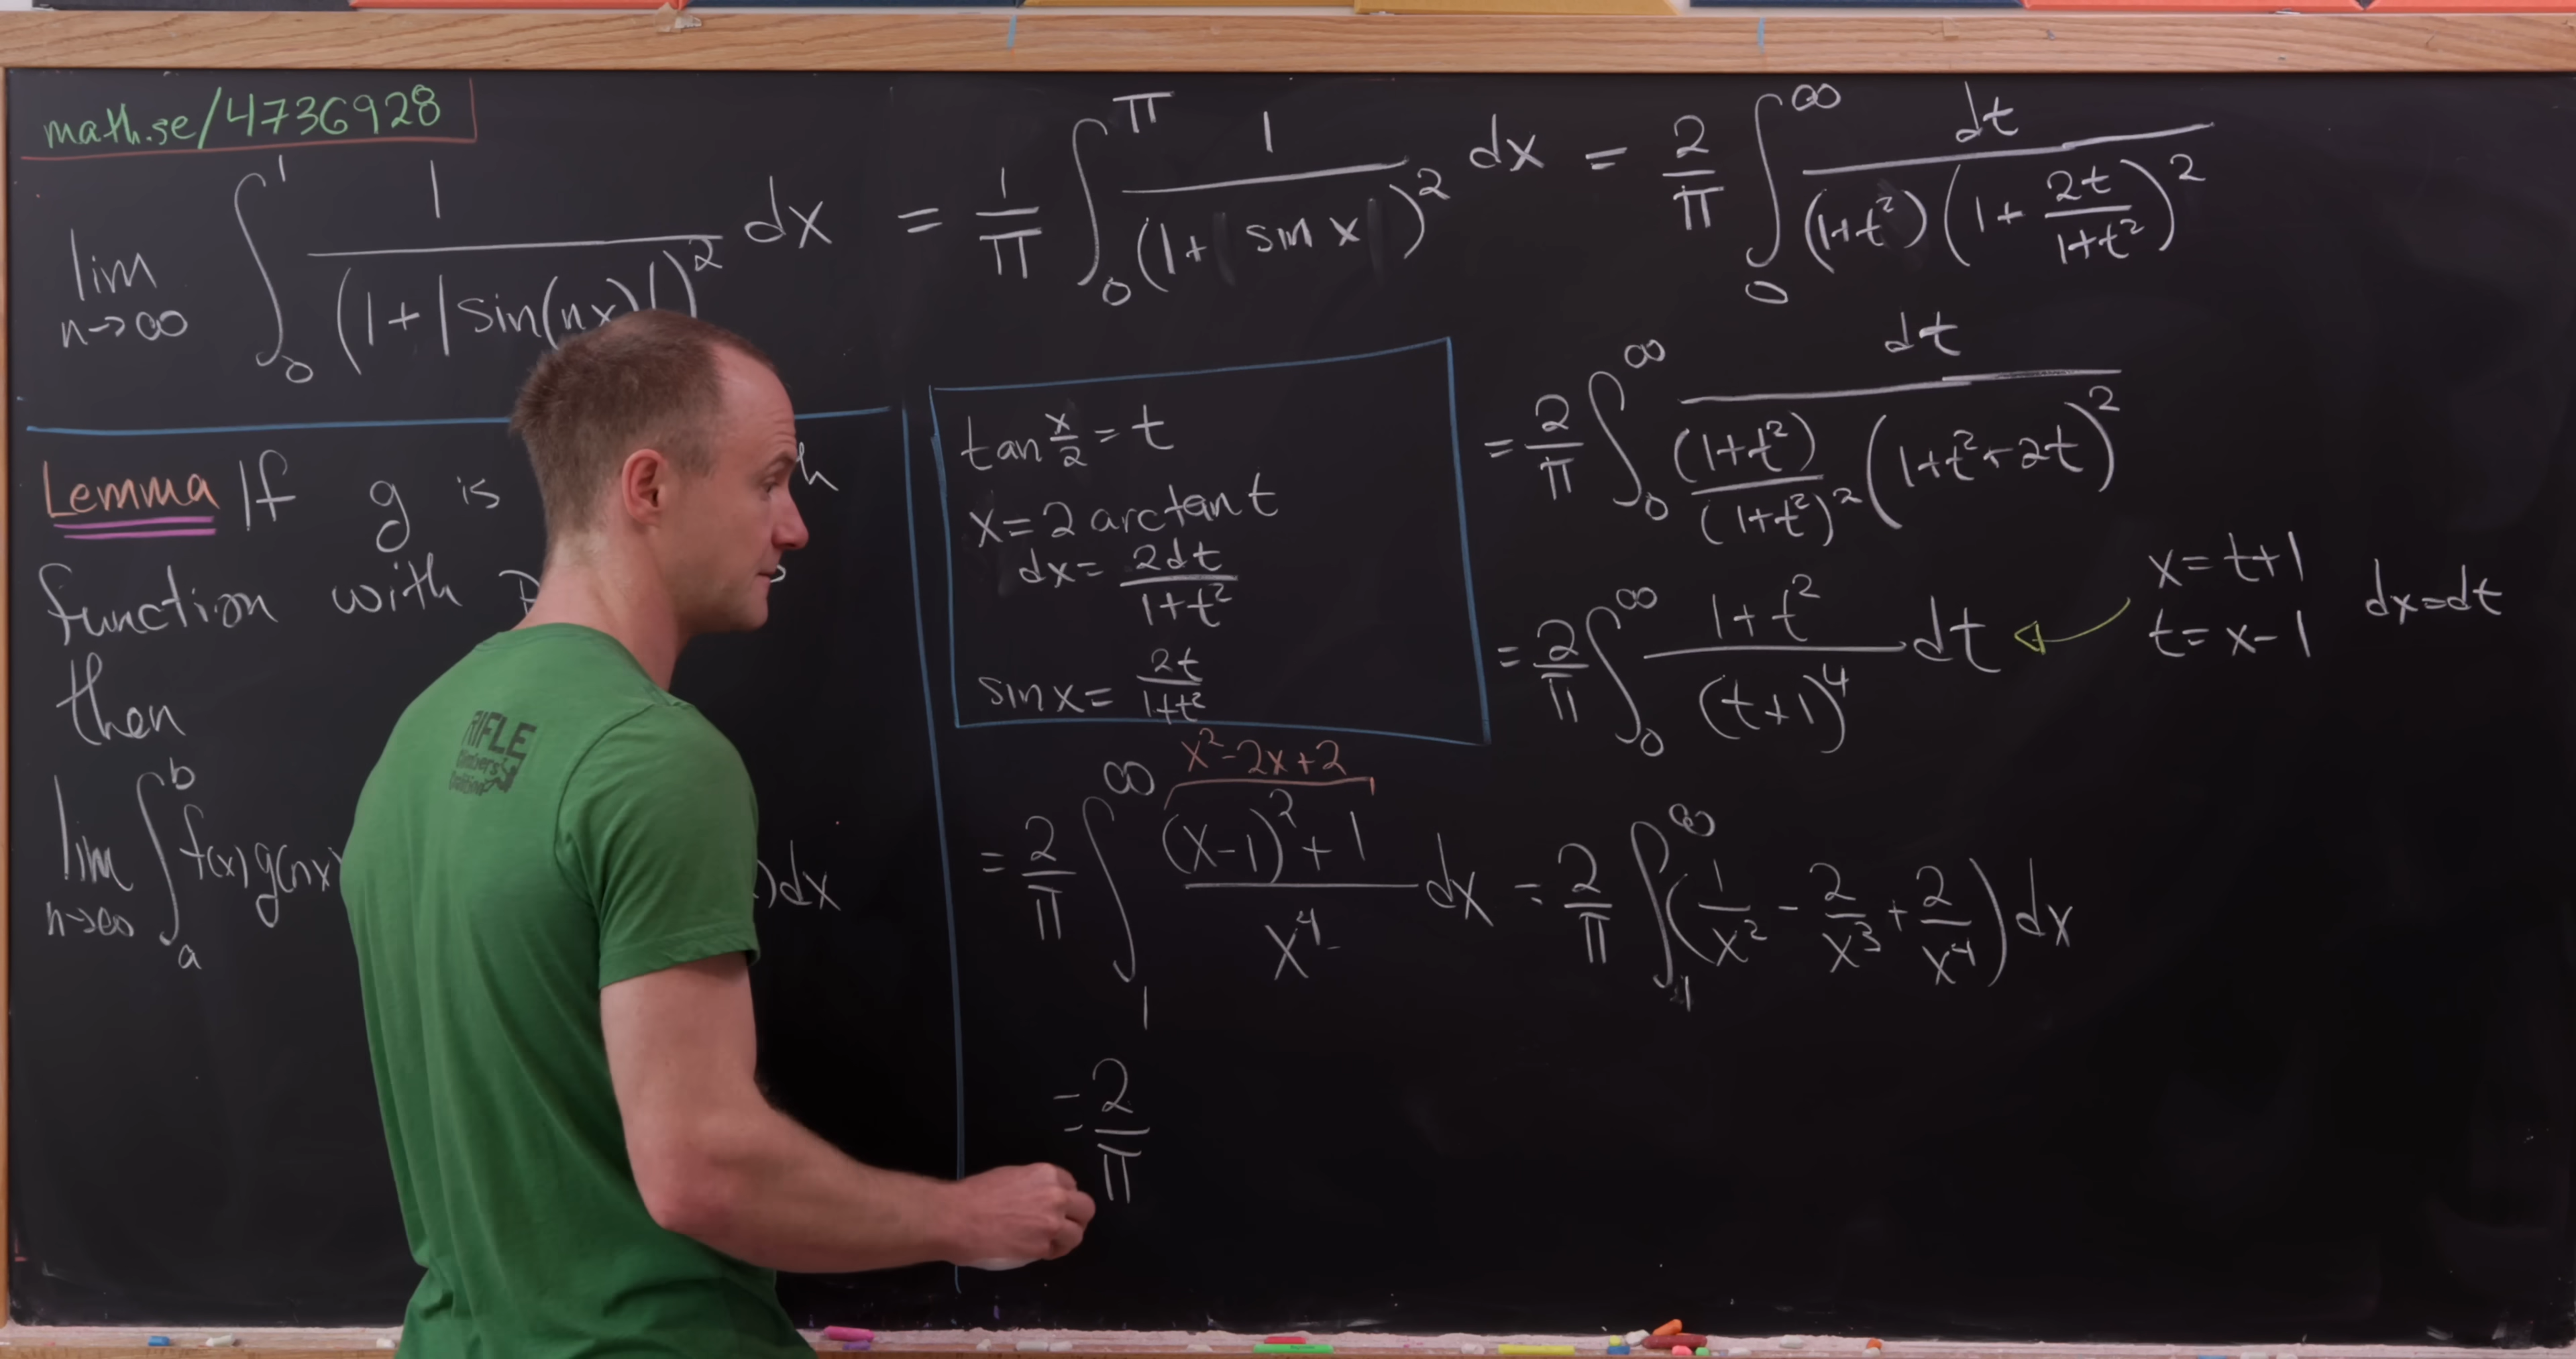 math.se/4736928
lim n→∞ ∫₀¹ 1/(1+|sin(nx)|)² dx = 1/π ∫₀^π 1/(1+|sin x|)² dx = 2/π ∫₀^∞ dt/((1+t²)(1+2t/(1+t²))²)
Lemma If g is
function with
then
lim n→∞ ∫ₐᵇ f(x)g(nx)
)dx
tan x/2 = t
x = 2 arctan t
dx = 2dt/(1+t²)
sin x = 2t/(1+t²)
= 2/π ∫₀^∞ dt/((1+t²)/(1+t²)² (1+t²+2t)²)
= 2/π ∫₀^∞ (1+t²)/(t+1)⁴ dt
x = t+1
t = x-1
dx=dt
x²-2x+2
= 2/π ∫₁^∞ ((x-1)²+1)/x⁴ dx = 2/π ∫₁^∞ (1/x² - 2/x³ + 2/x⁴) dx
= 2/π
RIFLE